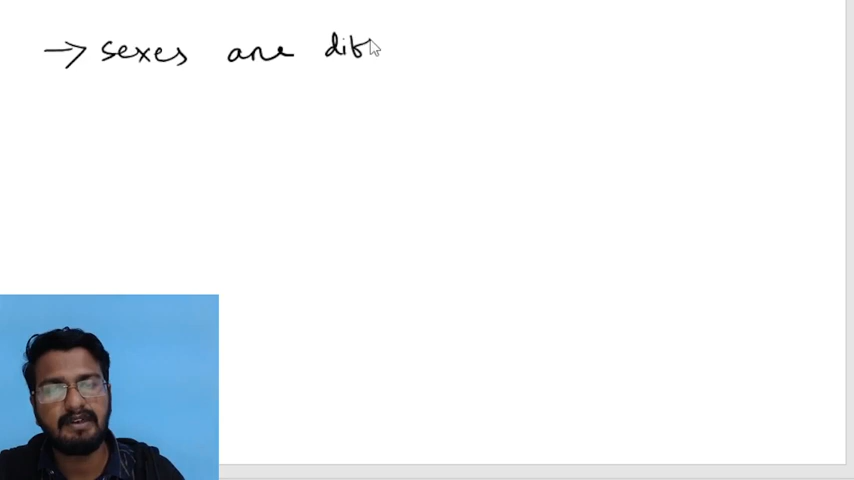 → sexes are dif